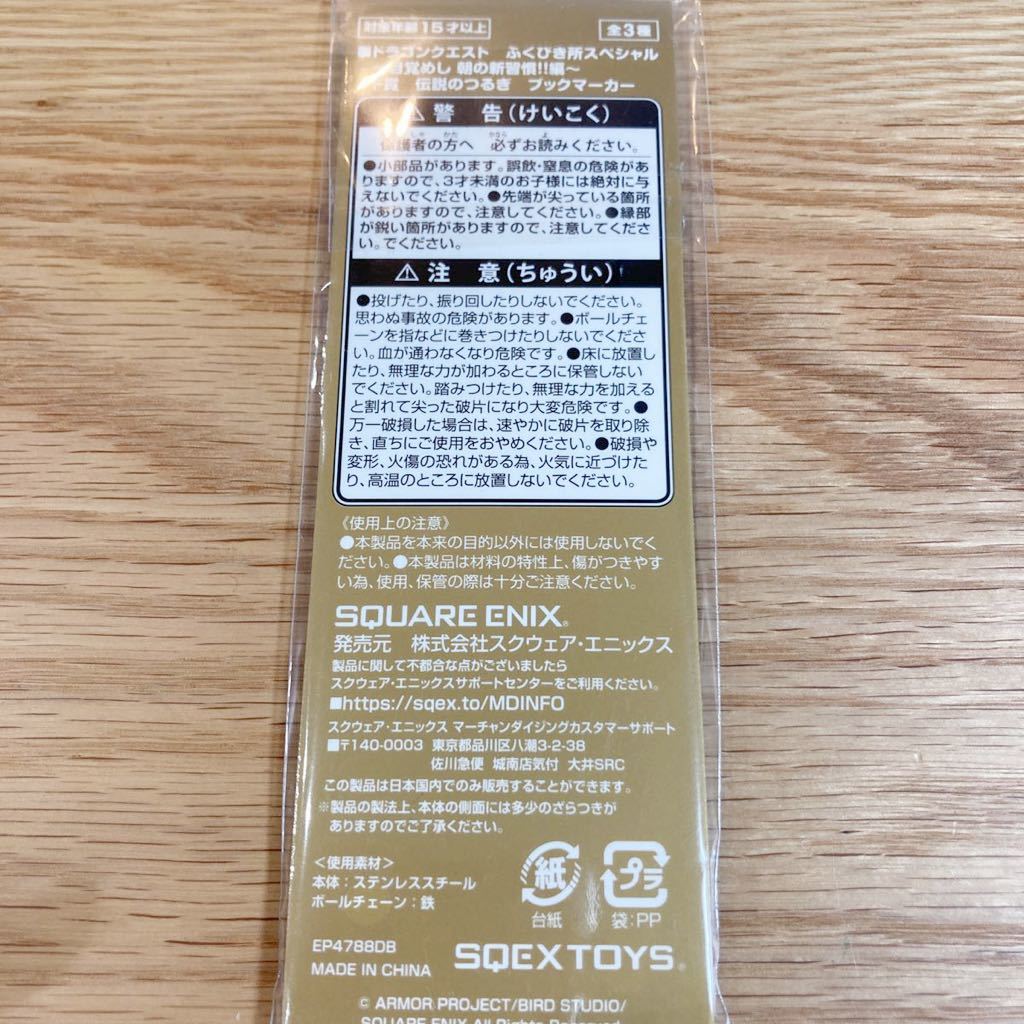 対象年齢15才以上 全3種
■ドラゴンクエスト ふくびき所スペシャル
目覚めし 朝の新習慣!!編～
賞 伝説のつるぎ ブックマーカー
⚠警 告(けいこく)
保護者の方へ 必ずお読みください。
●小部品があります。誤飲・窒息の危険があ
りますので、3才未満のお子様には絶対に与
えないでください。●先端が尖っている箇所
がありますので、注意してください。●縁部
が鋭い箇所がありますので、注意してくださ
い。でください。
⚠注 意(ちゅうい)
●投げたり、振り回したりしないでください。
思わぬ事故の危険があります。●ボールチェ
ーンを指などに巻きつけたりしないでくださ
い。血が通わなくなり危険です。●床に放置し
たり、無理な力が加わるところに保管しない
でください。踏みつけたり、無理な力を加える
と割れて尖った破片になり大変危険です。●
万一破損した場合は、速やかに破片を取り除
き、直ちにご使用をおやめください。●破損や
変形、火傷の恐れがある為、火気に近づけた
り、高温のところに放置しないでください。
《使用上の注意》
●本製品を本来の目的以外には使用しないでく
ださい。●本製品は材料の特性上、傷がつきやす
い為、使用、保管の際は十分ご注意ください。
SQUARE ENIX®
発売元 株式会社スクウェア・エニックス
製品に関して不都合な点がございましたら
スクウェア・エニックスサポートセンターをご利用ください。
■https://sqex.to/MDINFO
スクウェア・エニックス マーチャンダイジングカスタマーサポート
■〒140-0003 東京都品川区八潮3-2-38
佐川急便 城南店気付 大井SRC
この製品は日本国内でのみ販売することができます。
※製品の製法上、本体の側面には多少のざらつきが
ありますのでご了承ください。
＜使用素材＞
本体：ステンレススチール
ボールチェーン：鉄
紙 プラ
台紙 袋：PP
EP4788DB
MADE IN CHINA
SQEX TOYS®
© ARMOR PROJECT/BIRD STUDIO/
SQUARE ENIX All Rights Reserved.